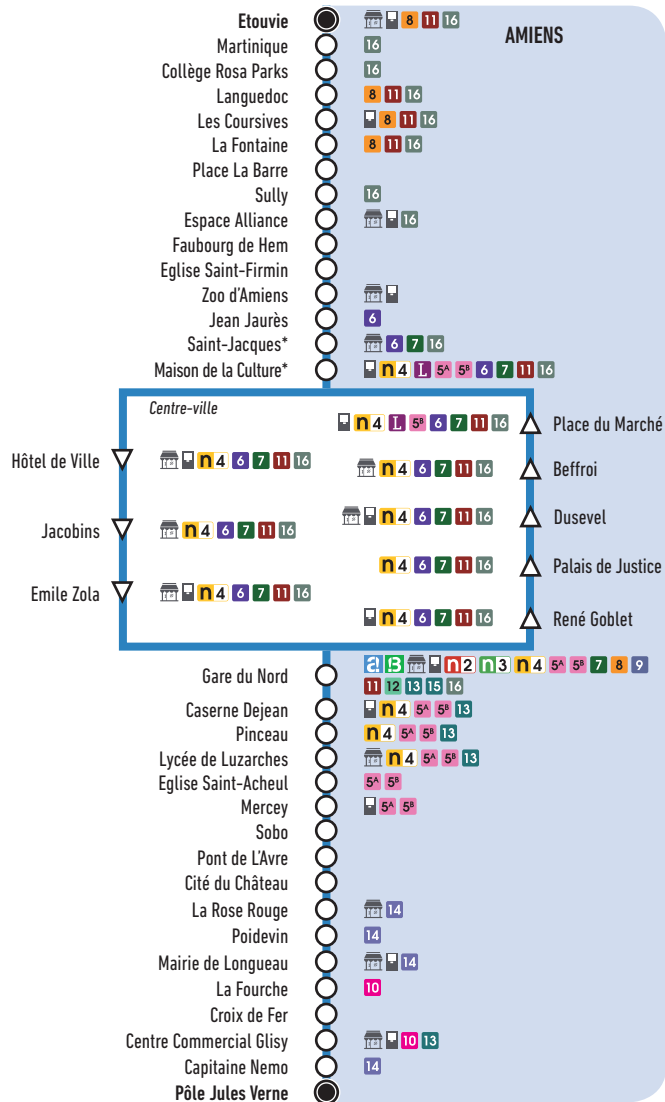 AMIENS
Etouvie 8 11 16
Martinique 16
Collège Rosa Parks 16
Languedoc 8 11 16
Les Coursives 8 11 16
La Fontaine 8 11 16
Place La Barre
Sully 16
Espace Alliance 16
Faubourg de Hem
Eglise Saint-Firmin
Zoo d'Amiens
Jean Jaurès 6
Saint-Jacques* 6 7 16
Maison de la Culture* n4 L 5A 5B 6 7 11 16
Centre-ville
n4 L 5B 6 7 11 16 Place du Marché
Hôtel de Ville n4 6 7 11 16
n4 6 7 11 16 Beffroi
n4 6 7 11 16 Dusevel
Jacobins n4 6 7 11 16
n4 6 7 11 16 Palais de Justice
Emile Zola n4 6 7 11 16
n4 6 7 11 16 René Goblet
Gare du Nord a B n2 n3 n4 5A 5B 7 8 9
11 12 13 15 16
Caserne Dejean n4 5A 5B 13
Pinceau n4 5A 5B 13
Lycée de Luzarches n4 5A 5B 13
Eglise Saint-Acheul 5A 5B
Mercey 5A 5B
Sobo
Pont de L'Avre
Cité du Château
La Rose Rouge 14
Poidevin 14
Mairie de Longueau 14
La Fourche 10
Croix de Fer
Centre Commercial Glisy 10 13
Capitaine Nemo 14
Pôle Jules Verne